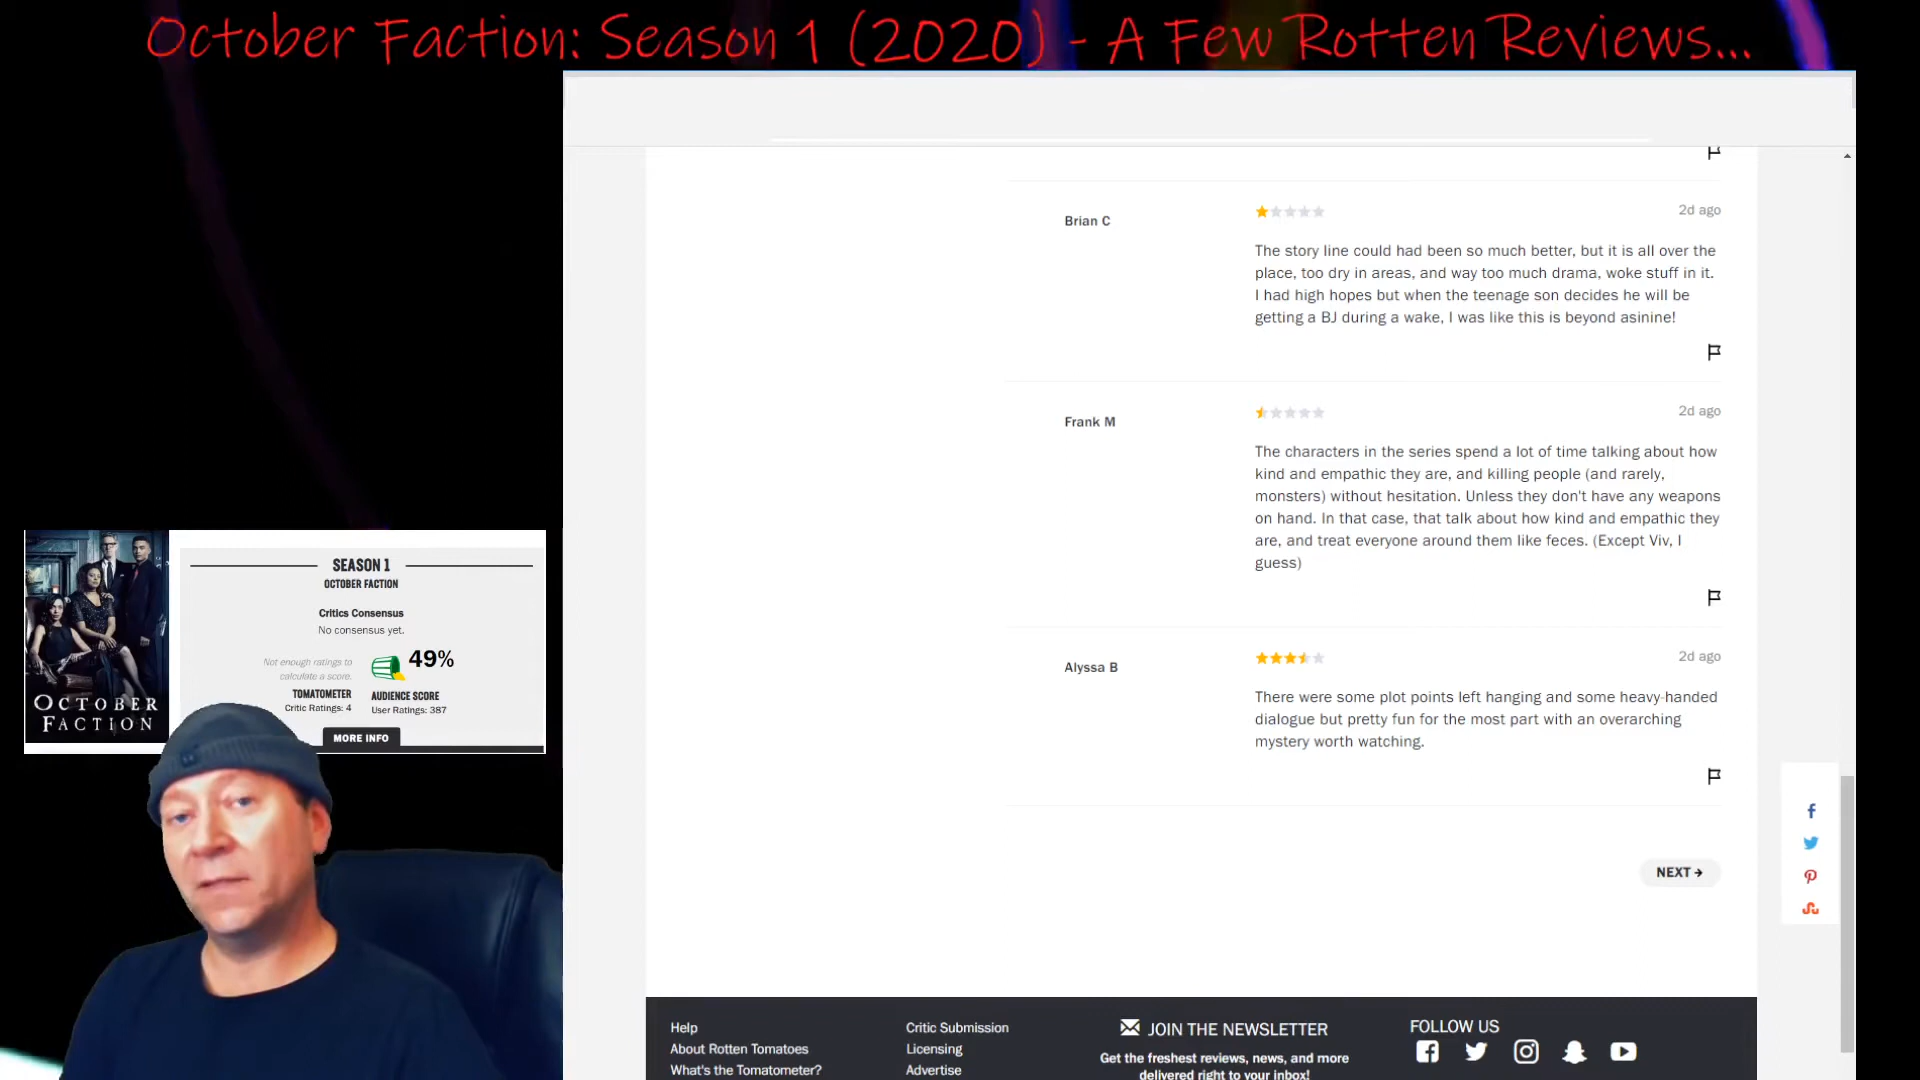 October Faction: Season 1 (2020) - A Few Rotten Reviews...
Brian C
2d ago
The story line could had been so much better, but it is all over the
place, too dry in areas, and way too much drama, woke stuff in it.
I had high hopes but when the teenage son decides he will be
getting a BJ during a wake, I was like this is beyond asinine!
Frank M
2d ago
The characters in the series spend a lot of time talking about how
kind and empathic they are, and killing people (and rarely,
monsters) without hesitation. Unless they don't have any weapons
on hand. In that case, that talk about how kind and empathic they
are, and treat everyone around them like feces. (Except Viv, I
guess)
Alyssa B
2d ago
There were some plot points left hanging and some heavy-handed
dialogue but pretty fun for the most part with an overarching
mystery worth watching.
NEXT
OCTOBER
FACTION
SEASON 1
OCTOBER FACTION
Critics Consensus
No consensus yet.
Not enough ratings to
calculate a score.
TOMATOMETER
Critic Ratings: 4
49%
AUDIENCE SCORE
User Ratings: 387
MORE INFO
Help
About Rotten Tomatoes
What's the Tomatometer?
Critic Submission
Licensing
Advertise
JOIN THE NEWSLETTER
Get the freshest reviews, news, and more
delivered right to your inbox!
FOLLOW US